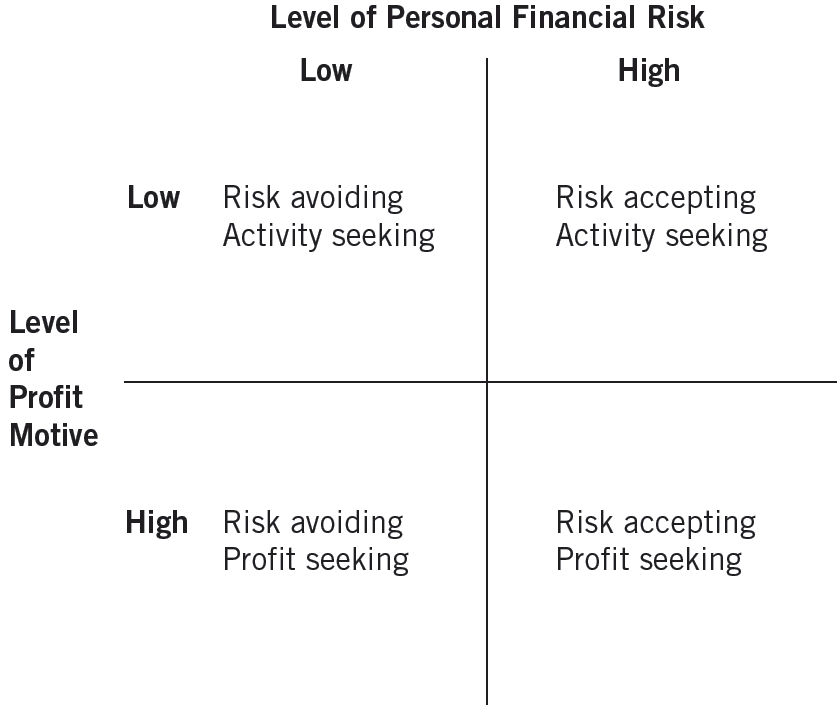 Level of Personal Financial Risk
Low
High
Low
Risk avoiding
Activity seeking
Risk accepting
Activity seeking
Level
of
Profit
Motive
High
Risk avoiding
Profit seeking
Risk accepting
Profit seeking